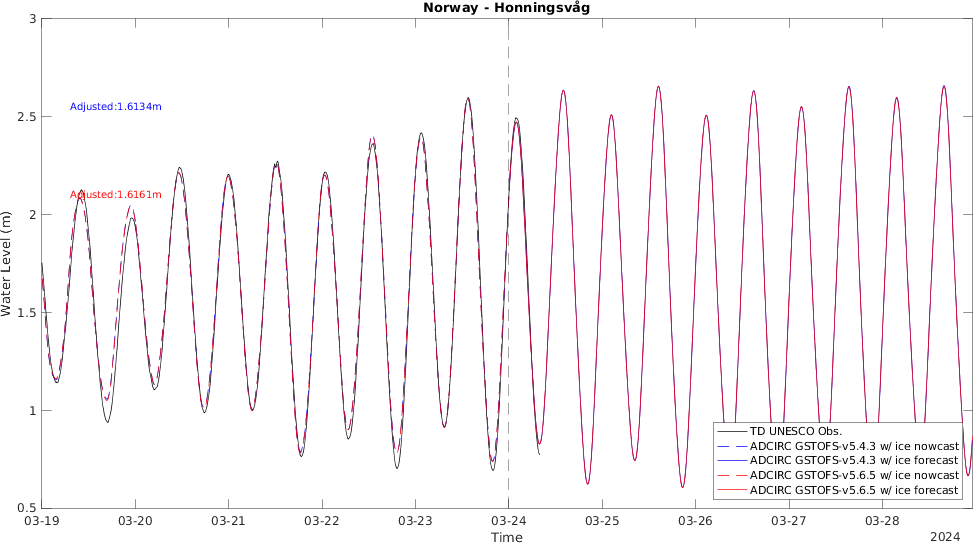 Norway - Honningsvåg
Water Level (m)
3
2.5
2
1.5
1
0.5
Adjusted:1.6134m
Adjusted:1.6161m
TD UNESCO Obs.
ADCIRC GSTOFS-v5.4.3 w/ ice nowcast
ADCIRC GSTOFS-v5.4.3 w/ ice forecast
ADCIRC GSTOFS-v5.6.5 w/ ice nowcast
ADCIRC GSTOFS-v5.6.5 w/ ice forecast
03-19 03-20 03-21 03-22 03-23 03-24 03-25 03-26 03-27 03-28
Time
2024